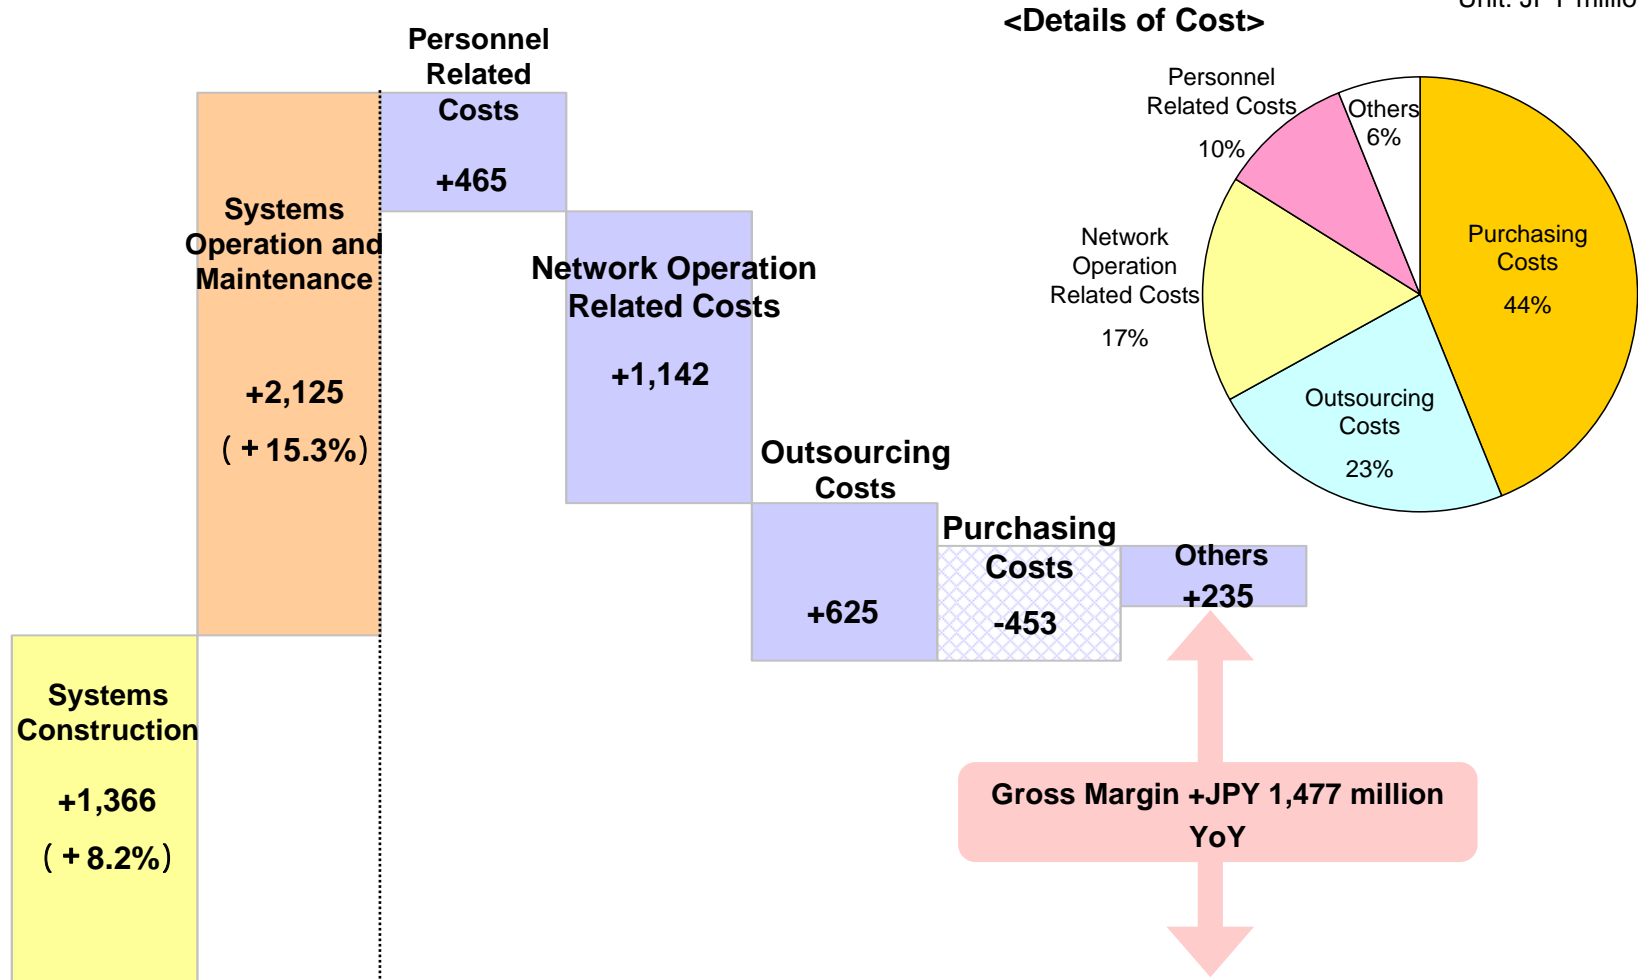 <Details of Cost>
Personnel
Related
Costs
+465
Systems
Operation and
Maintenance
+2,125
(+15.3%)
Network Operation
Related Costs
+1,142
Outsourcing
Costs
+625
Purchasing
Costs
-453
Others
+235
Systems
Construction
+1,366
(+8.2%)
Gross Margin +JPY 1,477 million
YoY
Personnel
Related Costs
10%
Others
6%
Purchasing
Costs
44%
Network
Operation
Related Costs
17%
Outsourcing
Costs
23%